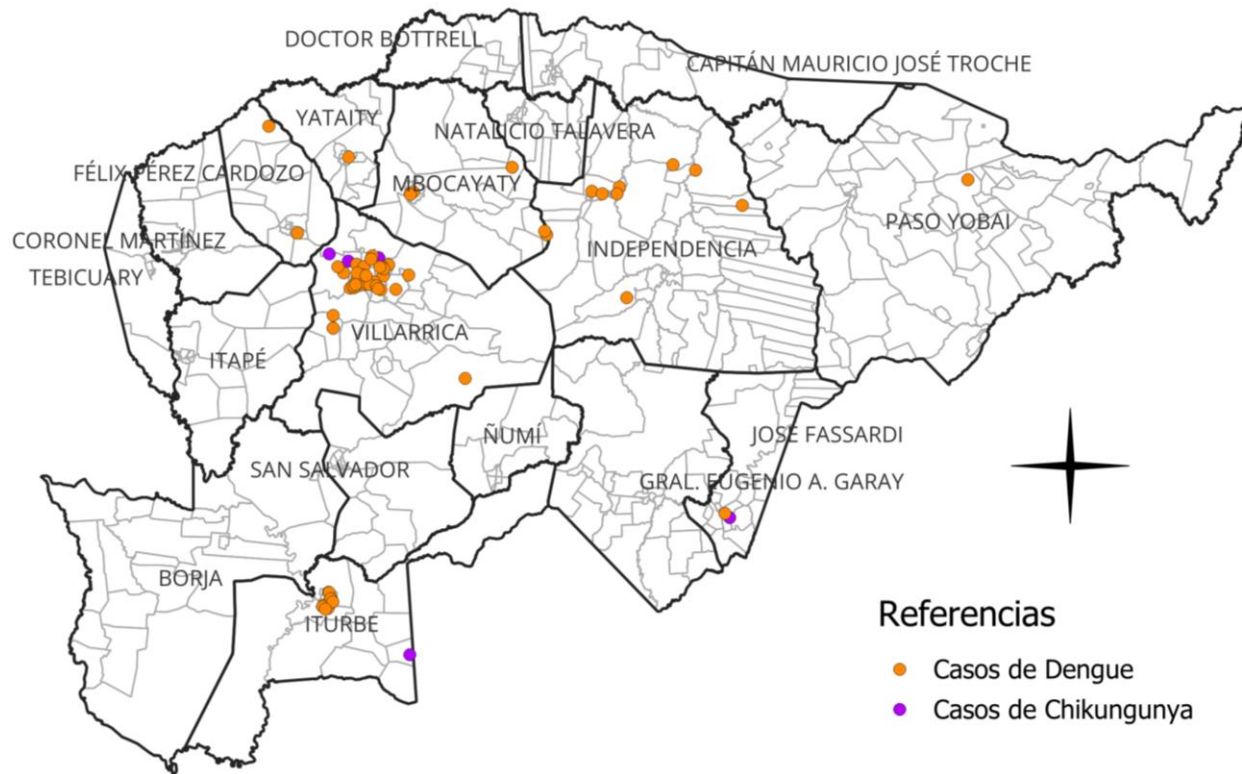 DOCTOR BOTTRELL
CAPITÁN MAURICIO JOSÉ TROCHE
YATAITY
NATALICIO TALAVERA
FÉLIX PÉREZ CARDOZO
MBOCAYATY
PASO YOBAI
CORONEL MARTÍNEZ
INDEPENDENCIA
TEBICUARY
VILLARRICA
ITAPÉ
ÑUMÍ
JOSE FASSARDI
SAN SALVADOR
GRAL. EUGENIO A. GARAY
BORJA
ITURBE
Referencias
Casos de Dengue
Casos de Chikungunya